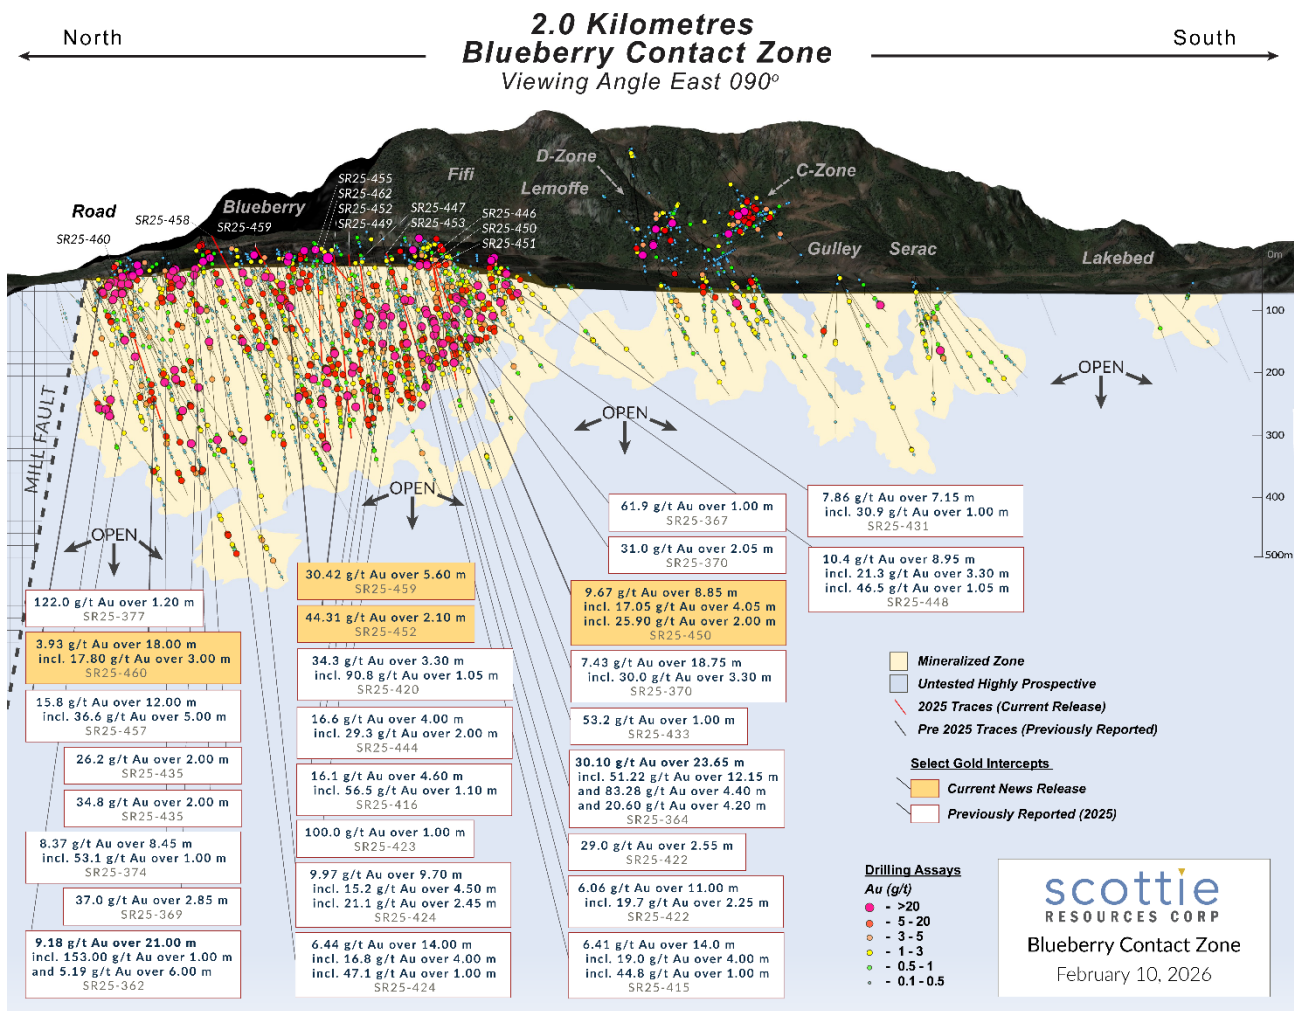 2.0 Kilometres
Blueberry Contact Zone
Viewing Angle East 090°
North
South
D-Zone
C-Zone
Fifi
Lemoffe
Blueberry
Road
Gulley
Serac
Lakebed
SR25-455
SR25-462
SR25-452
SR25-449
SR25-447
SR25-453
SR25-446
SR25-450
SR25-451
SR25-458
SR25-459
SR25-460
0m
100
200
300
400
500m
MILL FAULT
OPEN
OPEN
OPEN
OPEN
122.0 g/t Au over 1.20 m
SR25-377
3.93 g/t Au over 18.00 m
incl. 17.80 g/t Au over 3.00 m
SR25-460
15.8 g/t Au over 12.00 m
incl. 36.6 g/t Au over 5.00 m
SR25-457
26.2 g/t Au over 2.00 m
SR25-435
34.8 g/t Au over 2.00 m
SR25-435
8.37 g/t Au over 8.45 m
incl. 53.1 g/t Au over 1.00 m
SR25-374
37.0 g/t Au over 2.85 m
SR25-369
9.18 g/t Au over 21.00 m
incl. 153.00 g/t Au over 1.00 m
and 5.19 g/t Au over 6.00 m
SR25-362
30.42 g/t Au over 5.60 m
SR25-459
44.31 g/t Au over 2.10 m
SR25-452
34.3 g/t Au over 3.30 m
incl. 90.8 g/t Au over 1.05 m
SR25-420
16.6 g/t Au over 4.00 m
incl. 29.3 g/t Au over 2.00 m
SR25-444
16.1 g/t Au over 4.60 m
incl. 56.5 g/t Au over 1.10 m
SR25-416
100.0 g/t Au over 1.00 m
SR25-423
9.97 g/t Au over 9.70 m
incl. 15.2 g/t Au over 4.50 m
incl. 21.1 g/t Au over 2.45 m
SR25-424
6.44 g/t Au over 14.00 m
incl. 16.8 g/t Au over 4.00 m
incl. 47.1 g/t Au over 1.00 m
SR25-424
61.9 g/t Au over 1.00 m
SR25-367
31.0 g/t Au over 2.05 m
SR25-370
9.67 g/t Au over 8.85 m
incl. 17.05 g/t Au over 4.05 m
incl. 25.90 g/t Au over 2.00 m
SR25-450
7.43 g/t Au over 18.75 m
incl. 30.0 g/t Au over 3.30 m
SR25-370
53.2 g/t Au over 1.00 m
SR25-433
30.10 g/t Au over 23.65 m
incl. 51.22 g/t Au over 12.15 m
and 83.28 g/t Au over 4.40 m
and 20.60 g/t Au over 4.20 m
SR25-364
29.0 g/t Au over 2.55 m
SR25-422
6.06 g/t Au over 11.00 m
incl. 19.7 g/t Au over 2.25 m
SR25-422
6.41 g/t Au over 14.0 m
incl. 19.0 g/t Au over 4.00 m
incl. 44.8 g/t Au over 1.00 m
SR25-415
7.86 g/t Au over 7.15 m
incl. 30.9 g/t Au over 1.00 m
SR25-431
10.4 g/t Au over 8.95 m
incl. 21.3 g/t Au over 3.30 m
incl. 46.5 g/t Au over 1.05 m
SR25-448
Mineralized Zone
Untested Highly Prospective
2025 Traces (Current Release)
Pre 2025 Traces (Previously Reported)
Select Gold Intercepts
Current News Release
Previously Reported (2025)
Drilling Assays
Au (g/t)
- >20
- 5 - 20
- 3 - 5
- 1 - 3
- 0.5 - 1
- 0.1 - 0.5
scottie
RESOURCES CORP
Blueberry Contact Zone
February 10, 2026